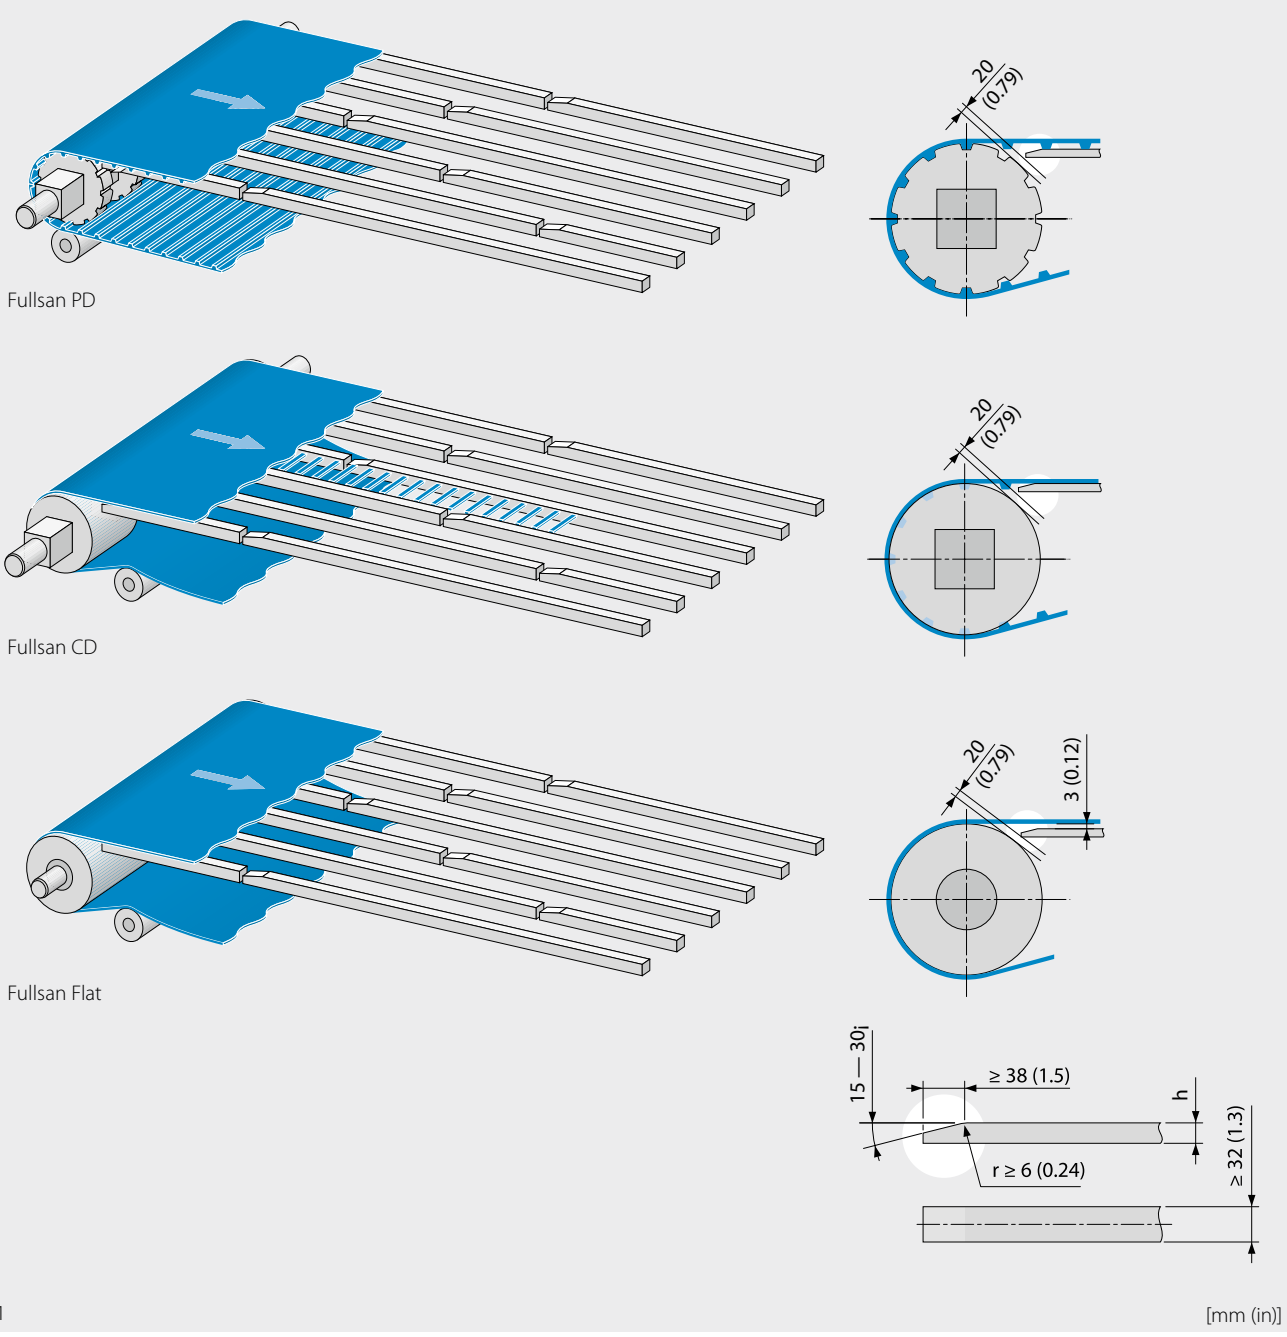 20
(0.79)
Fullsan PD
20
(0.79)
Fullsan CD
20
(0.79)
3 (0.12)
Fullsan Flat
15 — 30¡
≥ 38 (1.5)
h
≥ 32 (1.3)
r ≥ 6 (0.24)
[mm (in)]